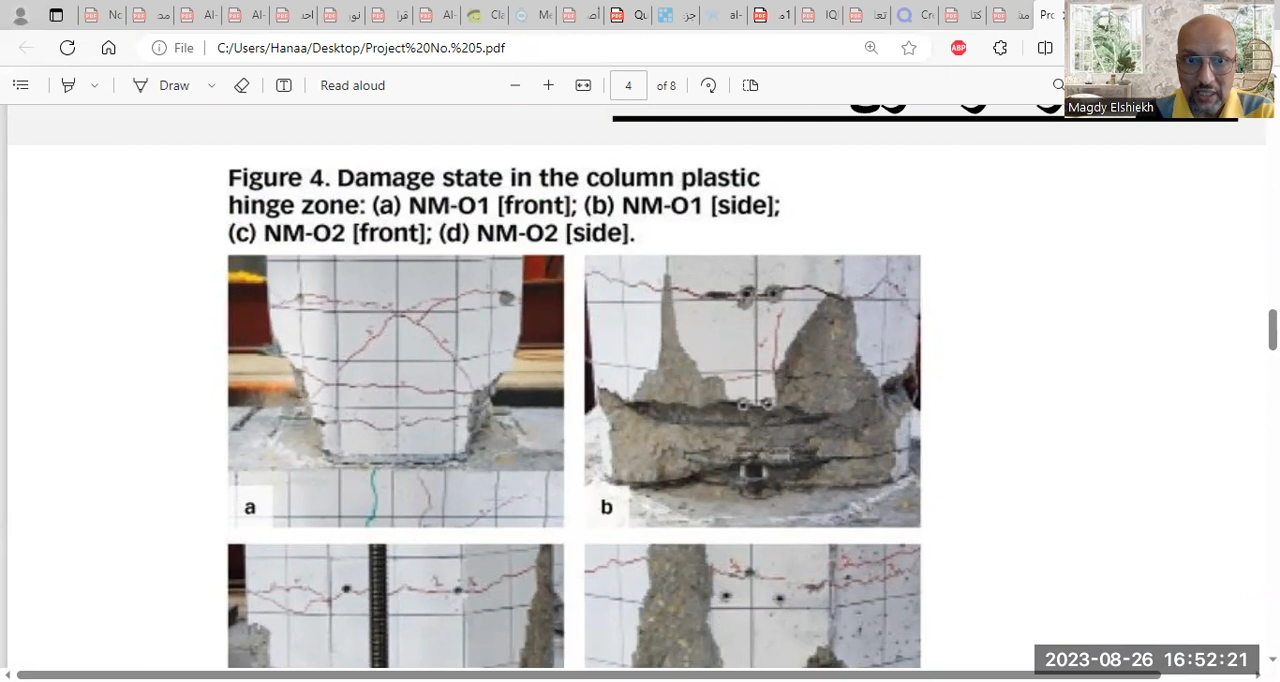 File C:/Users/Hanaa/Desktop/Project%20No.%205.pdf
Draw
Read aloud
4 of 8
Magdy Elshiekh
Figure 4. Damage state in the column plastic
hinge zone: (a) NM-O1 [front]; (b) NM-O1 [side];
(c) NM-O2 [front]; (d) NM-O2 [side].
a
b
2023-08-26 16:52:21